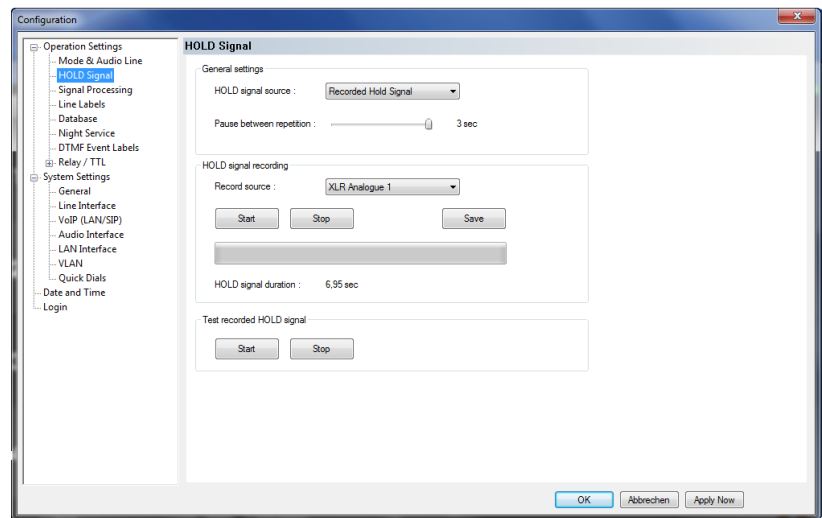 Configuration
Operation Settings
Mode & Audio Line
HOLD Signal
Signal Processing
Line Labels
Database
Night Service
DTMF Event Labels
Relay / TTL
System Settings
General
Line Interface
VoIP (LAN/SIP)
Audio Interface
LAN Interface
VLAN
Quick Dials
Date and Time
Login
HOLD Signal
General settings
HOLD signal source : Recorded Hold Signal
Pause between repetition : 3 sec
HOLD signal recording
Record source : XLR Analogue 1
Start Stop Save
HOLD signal duration : 6,95 sec
Test recorded HOLD signal
Start Stop
OK Abbrechen Apply Now